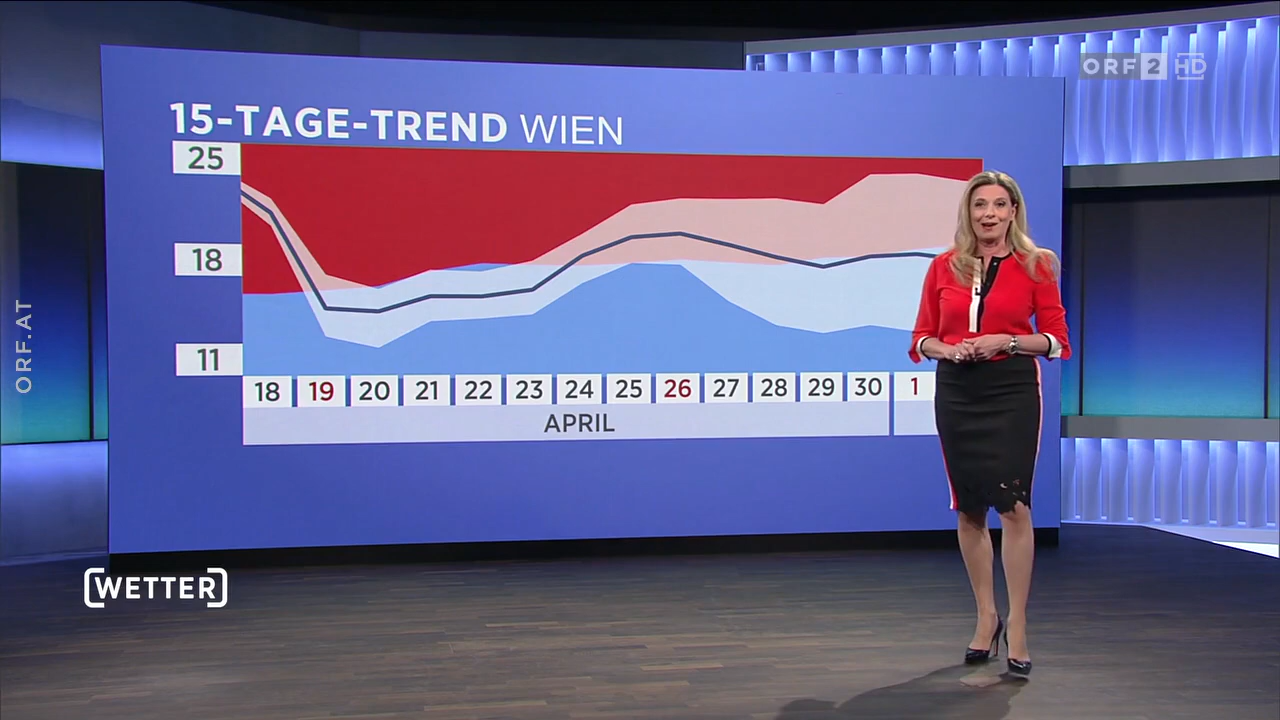 ORF 2 HD
15-TAGE-TREND WIEN
25
18
11
18 19 20 21 22 23 24 25 26 27 28 29 30 1
APRIL
ORF.AT
[WETTER]